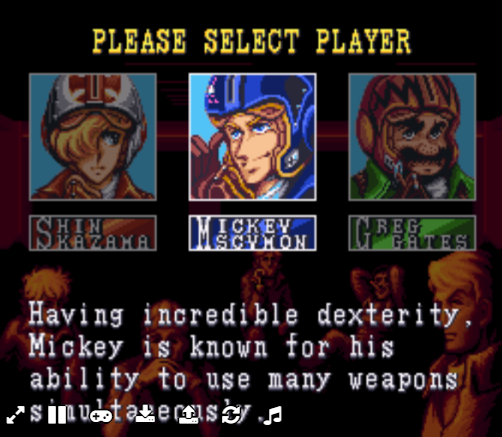 PLEASE SELECT PLAYER
SHIN KAZAMA
MICKEY SCYMON
GREG GATES
Having incredible dexterity,
Mickey is known for his
ability to use many weapons
simultaneously.